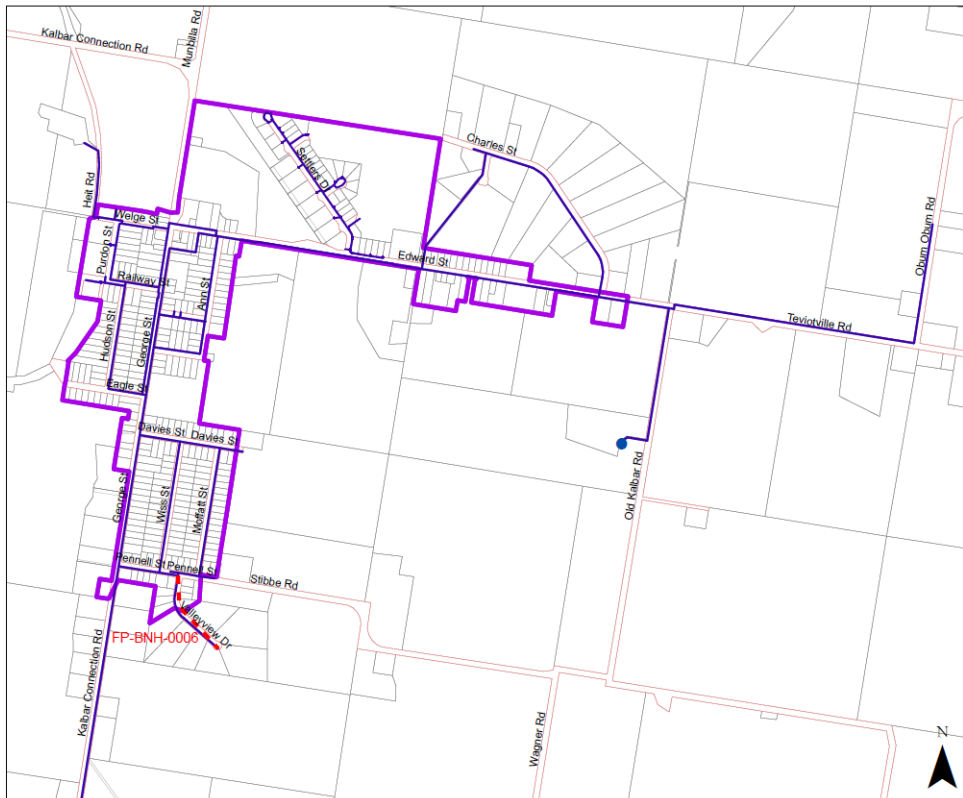 Kalbar Connection Rd
Munbilla Rd
Charles St
Settlers Dr
Heit Rd
Welge St
Purdon St
Edward St
Obum Obum Rd
Railway St
Ann St
Teviotville Rd
Hudson St
George St
Eagle St
Davies St
Davies St
Old Kalbar Rd
George St
Wiss St
Moffatt St
Pennell St
Pennell St
Stibbe Rd
Valleyview Dr
FP-BNH-0006
Kalbar Connection Rd
Wagner Rd
N